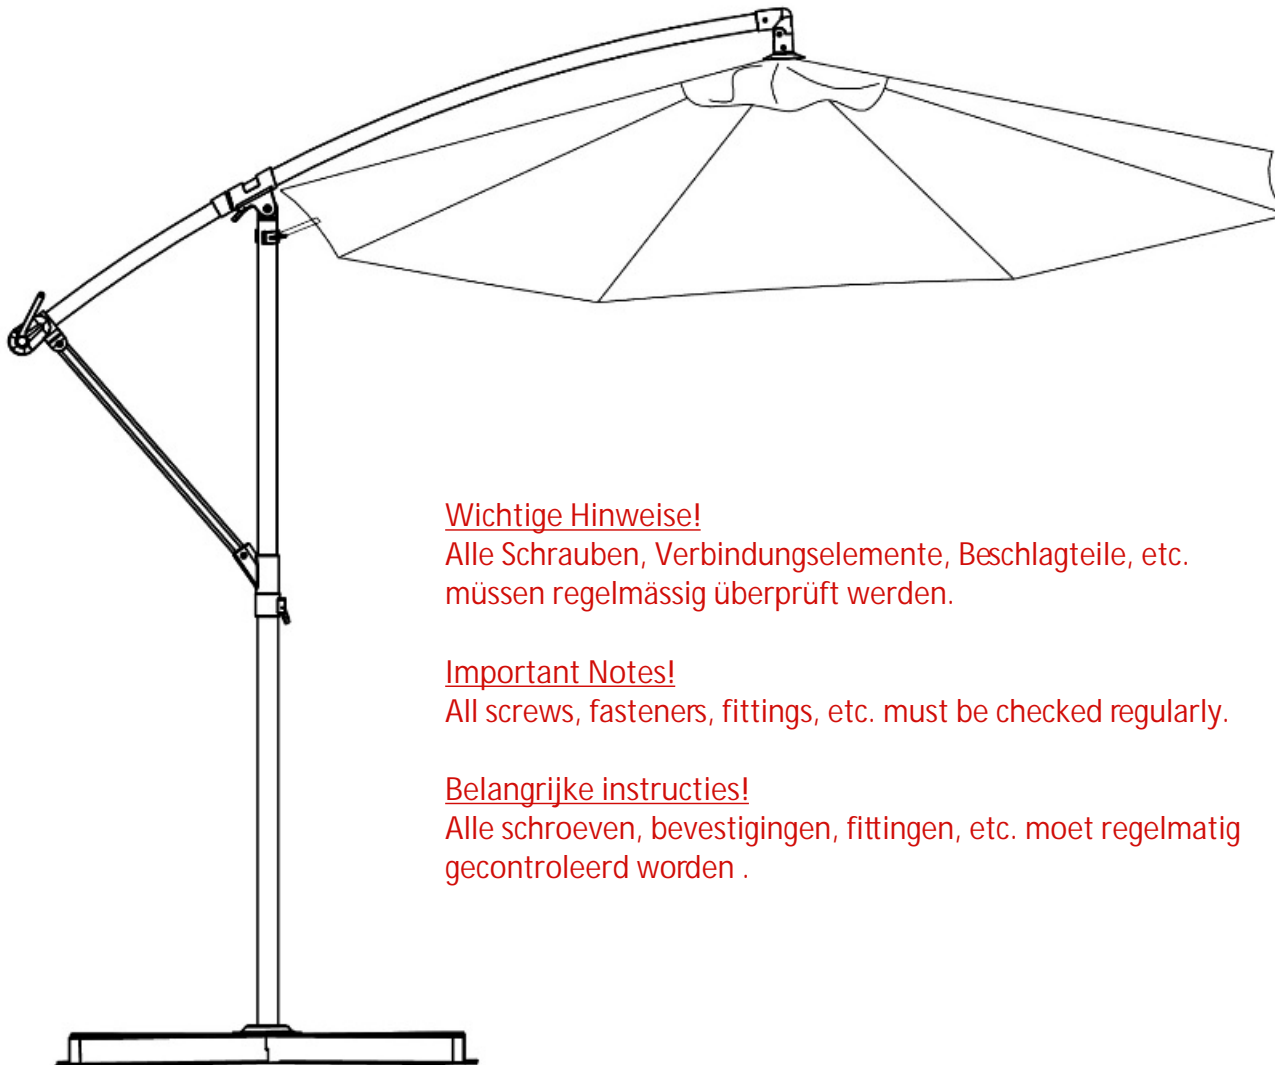 Wichtige Hinweise!
Alle Schrauben, Verbindungselemente, Beschlagteile, etc.
müssen regelmässig überprüft werden.
Important Notes!
All screws, fasteners, fittings, etc. must be checked regularly.
Belangrijke instructies!
Alle schroeven, bevestigingen, fittingen, etc. moet regelmatig
gecontroleerd worden .